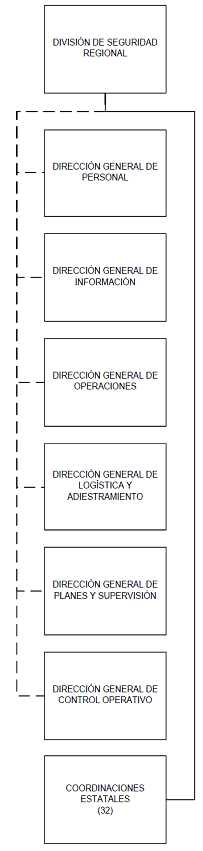 DIVISIÓN DE SEGURIDAD
REGIONAL
DIRECCIÓN GENERAL DE
PERSONAL
DIRECCIÓN GENERAL DE
INFORMACIÓN
DIRECCIÓN GENERAL DE
OPERACIONES
DIRECCIÓN GENERAL DE
LOGÍSTICA Y
ADIESTRAMIENTO
DIRECCIÓN GENERAL DE
PLANES Y SUPERVISIÓN
DIRECCIÓN GENERAL DE
CONTROL OPERATIVO
COORDINACIONES
ESTATALES
(32)